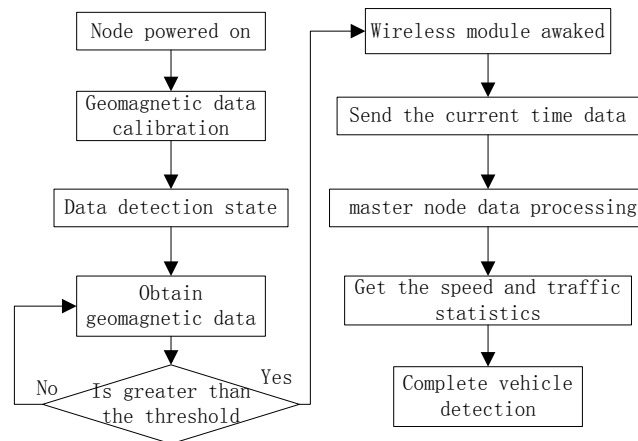 Node powered on
Geomagnetic data
calibration
Data detection state
Obtain
geomagnetic data
No
Is greater than
the threshold
Yes
Wireless module awaked
Send the current time data
master node data processing
Get the speed and traffic
statistics
Complete vehicle
detection